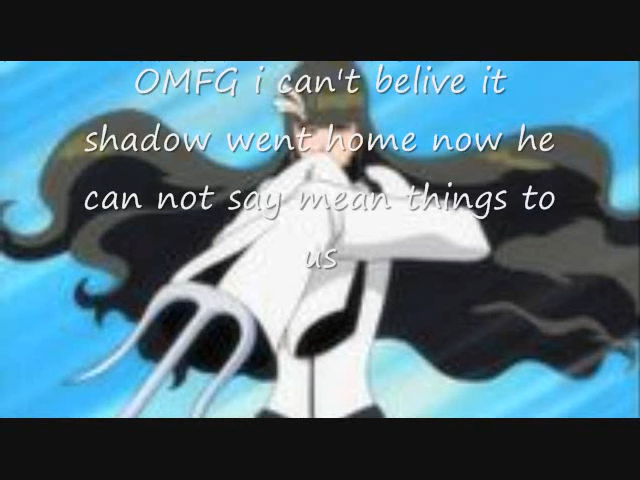 OMFG i can't belive it
shadow went home now he
can not say mean things to
us